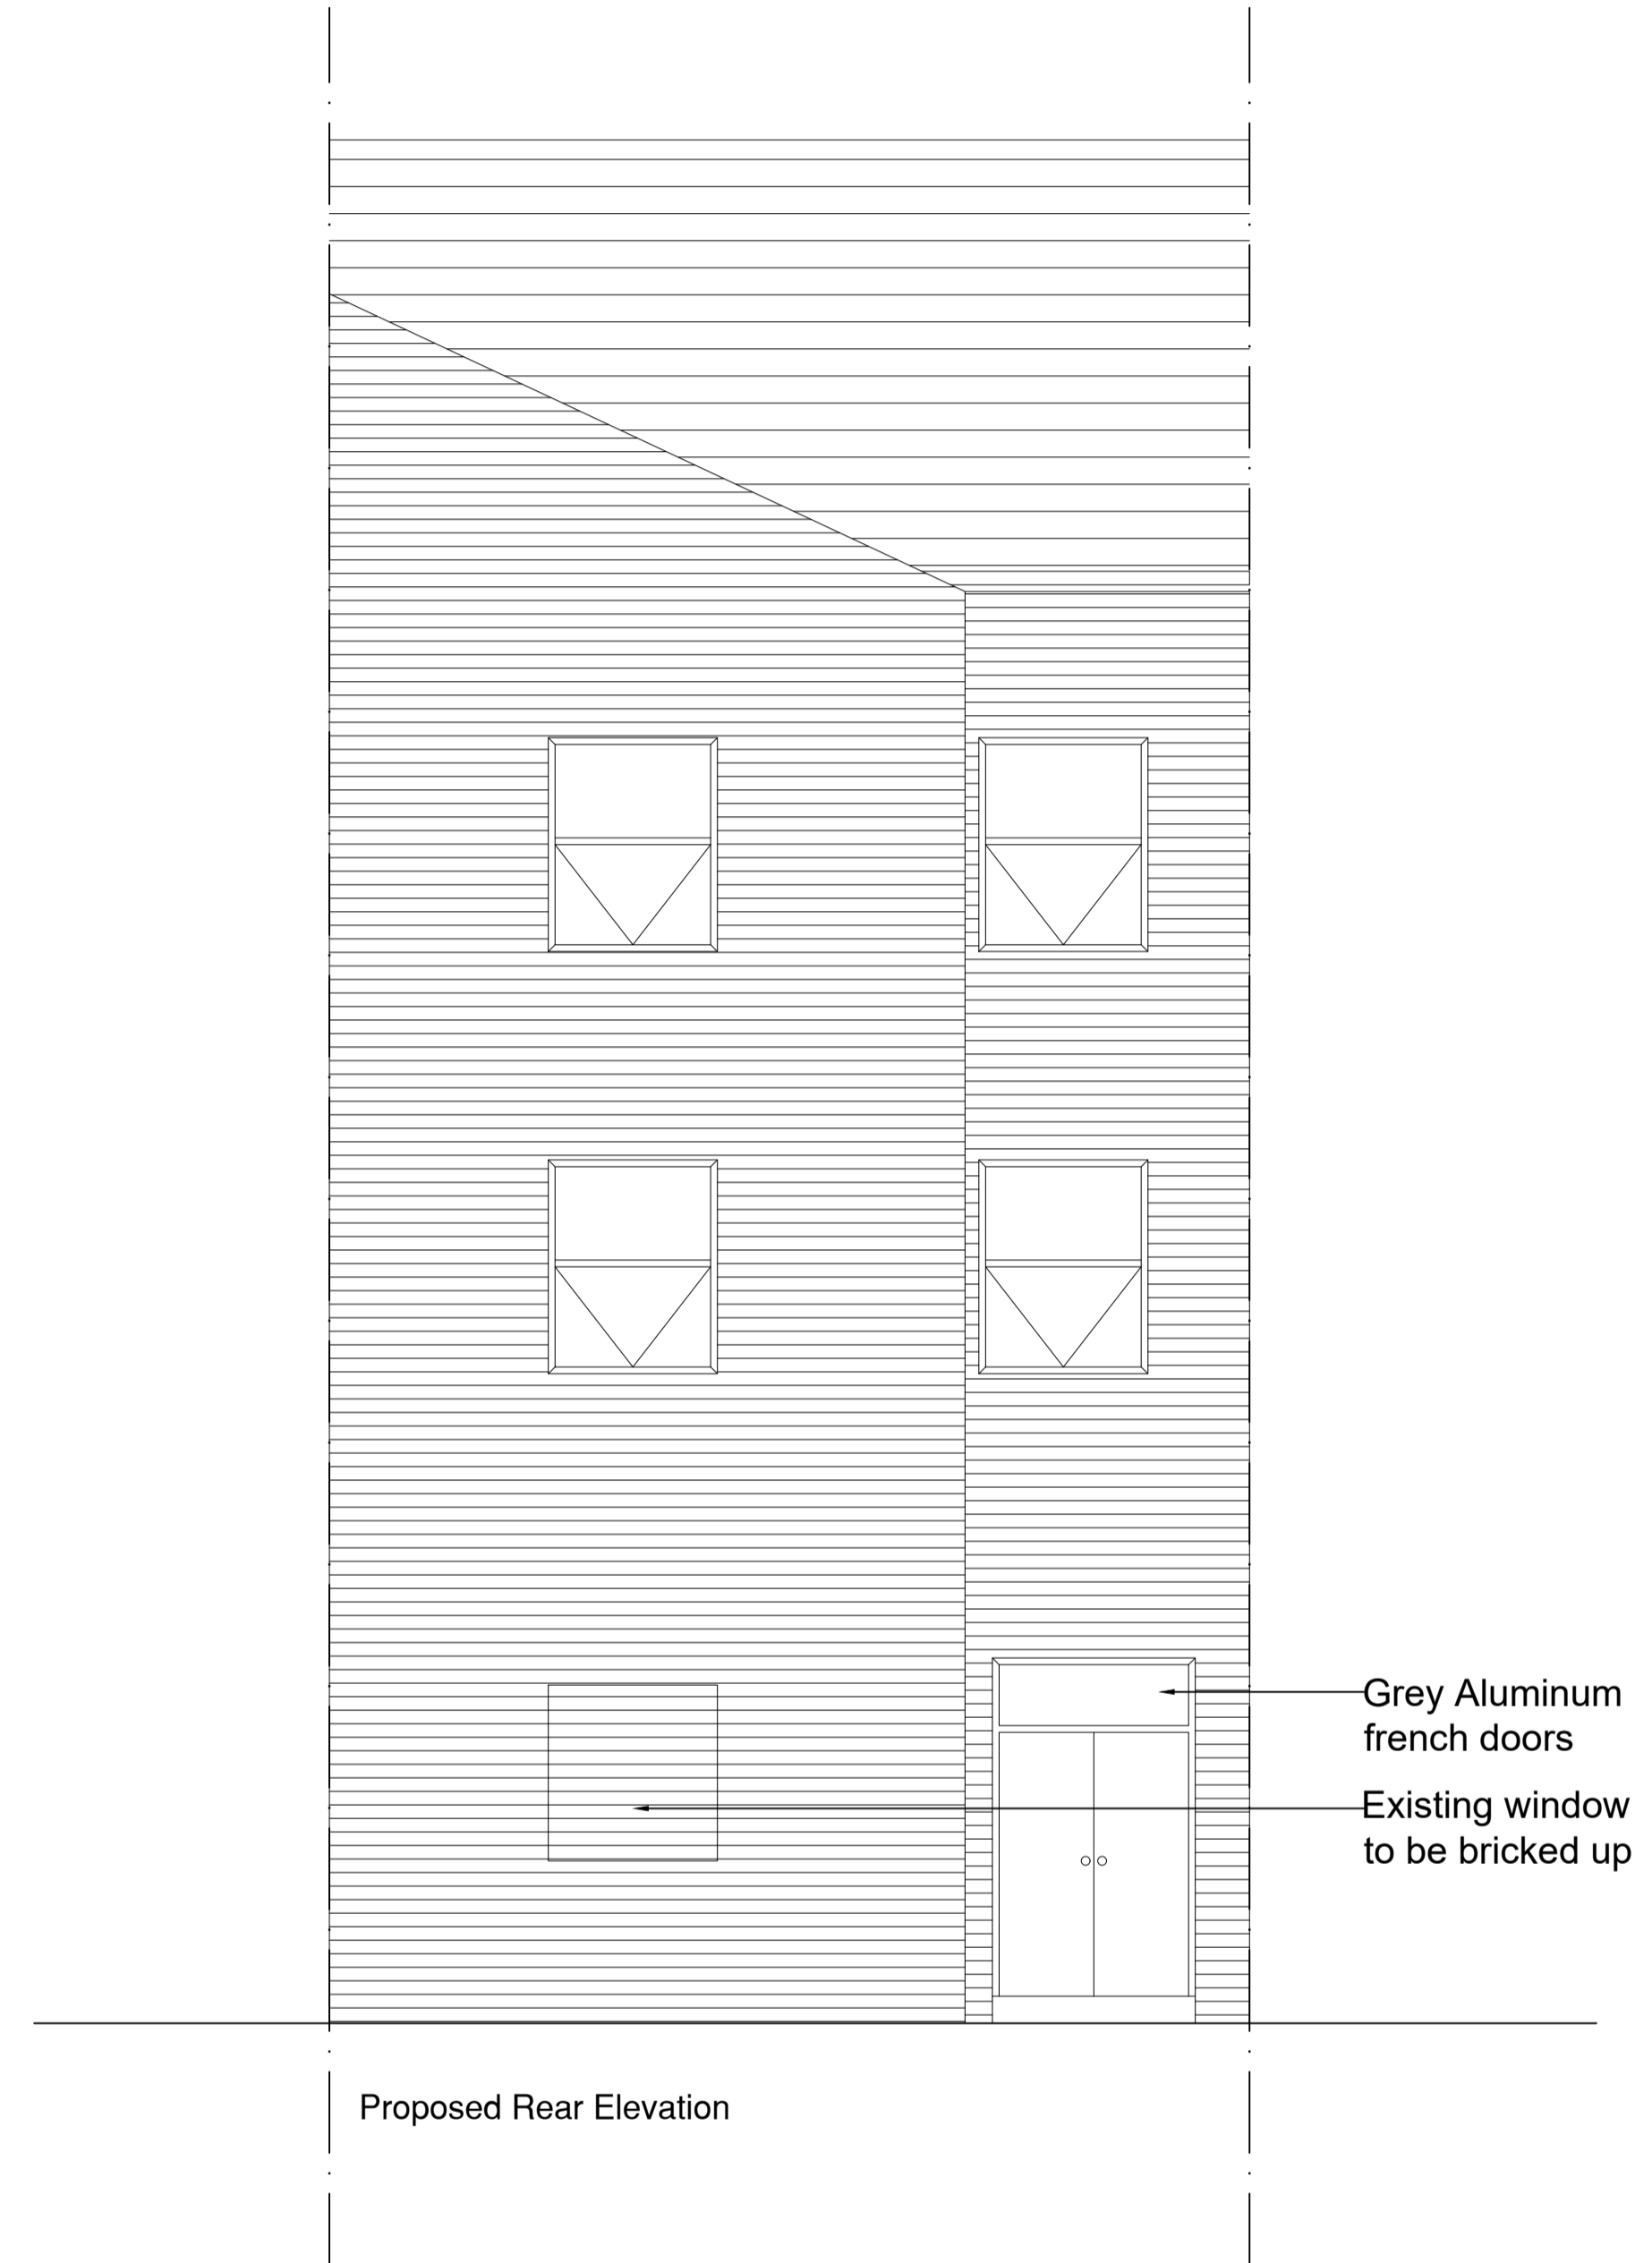 Grey Aluminum
french doors
Existing window
to be bricked up
Proposed Rear Elevation